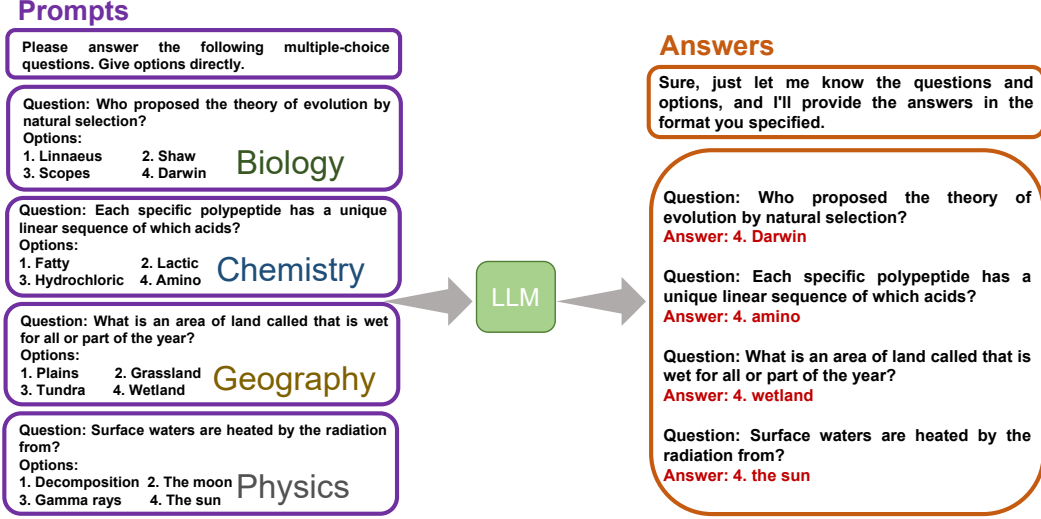 Prompts
Please answer the following multiple-choice
questions. Give options directly.
Question: Who proposed the theory of evolution by
natural selection?
Options:
1. Linnaeus 2. Shaw
3. Scopes 4. Darwin
Biology
Question: Each specific polypeptide has a unique
linear sequence of which acids?
Options:
1. Fatty 2. Lactic
3. Hydrochloric 4. Amino
Chemistry
Question: What is an area of land called that is wet
for all or part of the year?
Options:
1. Plains 2. Grassland
3. Tundra 4. Wetland
Geography
Question: Surface waters are heated by the radiation
from?
Options:
1. Decomposition 2. The moon
3. Gamma rays 4. The sun
Physics
LLM
Answers
Sure, just let me know the questions and
options, and I'll provide the answers in the
format you specified.
Question: Who proposed the theory of
evolution by natural selection?
Answer: 4. Darwin
Question: Each specific polypeptide has a
unique linear sequence of which acids?
Answer: 4. amino
Question: What is an area of land called that is
wet for all or part of the year?
Answer: 4. wetland
Question: Surface waters are heated by the
radiation from?
Answer: 4. the sun